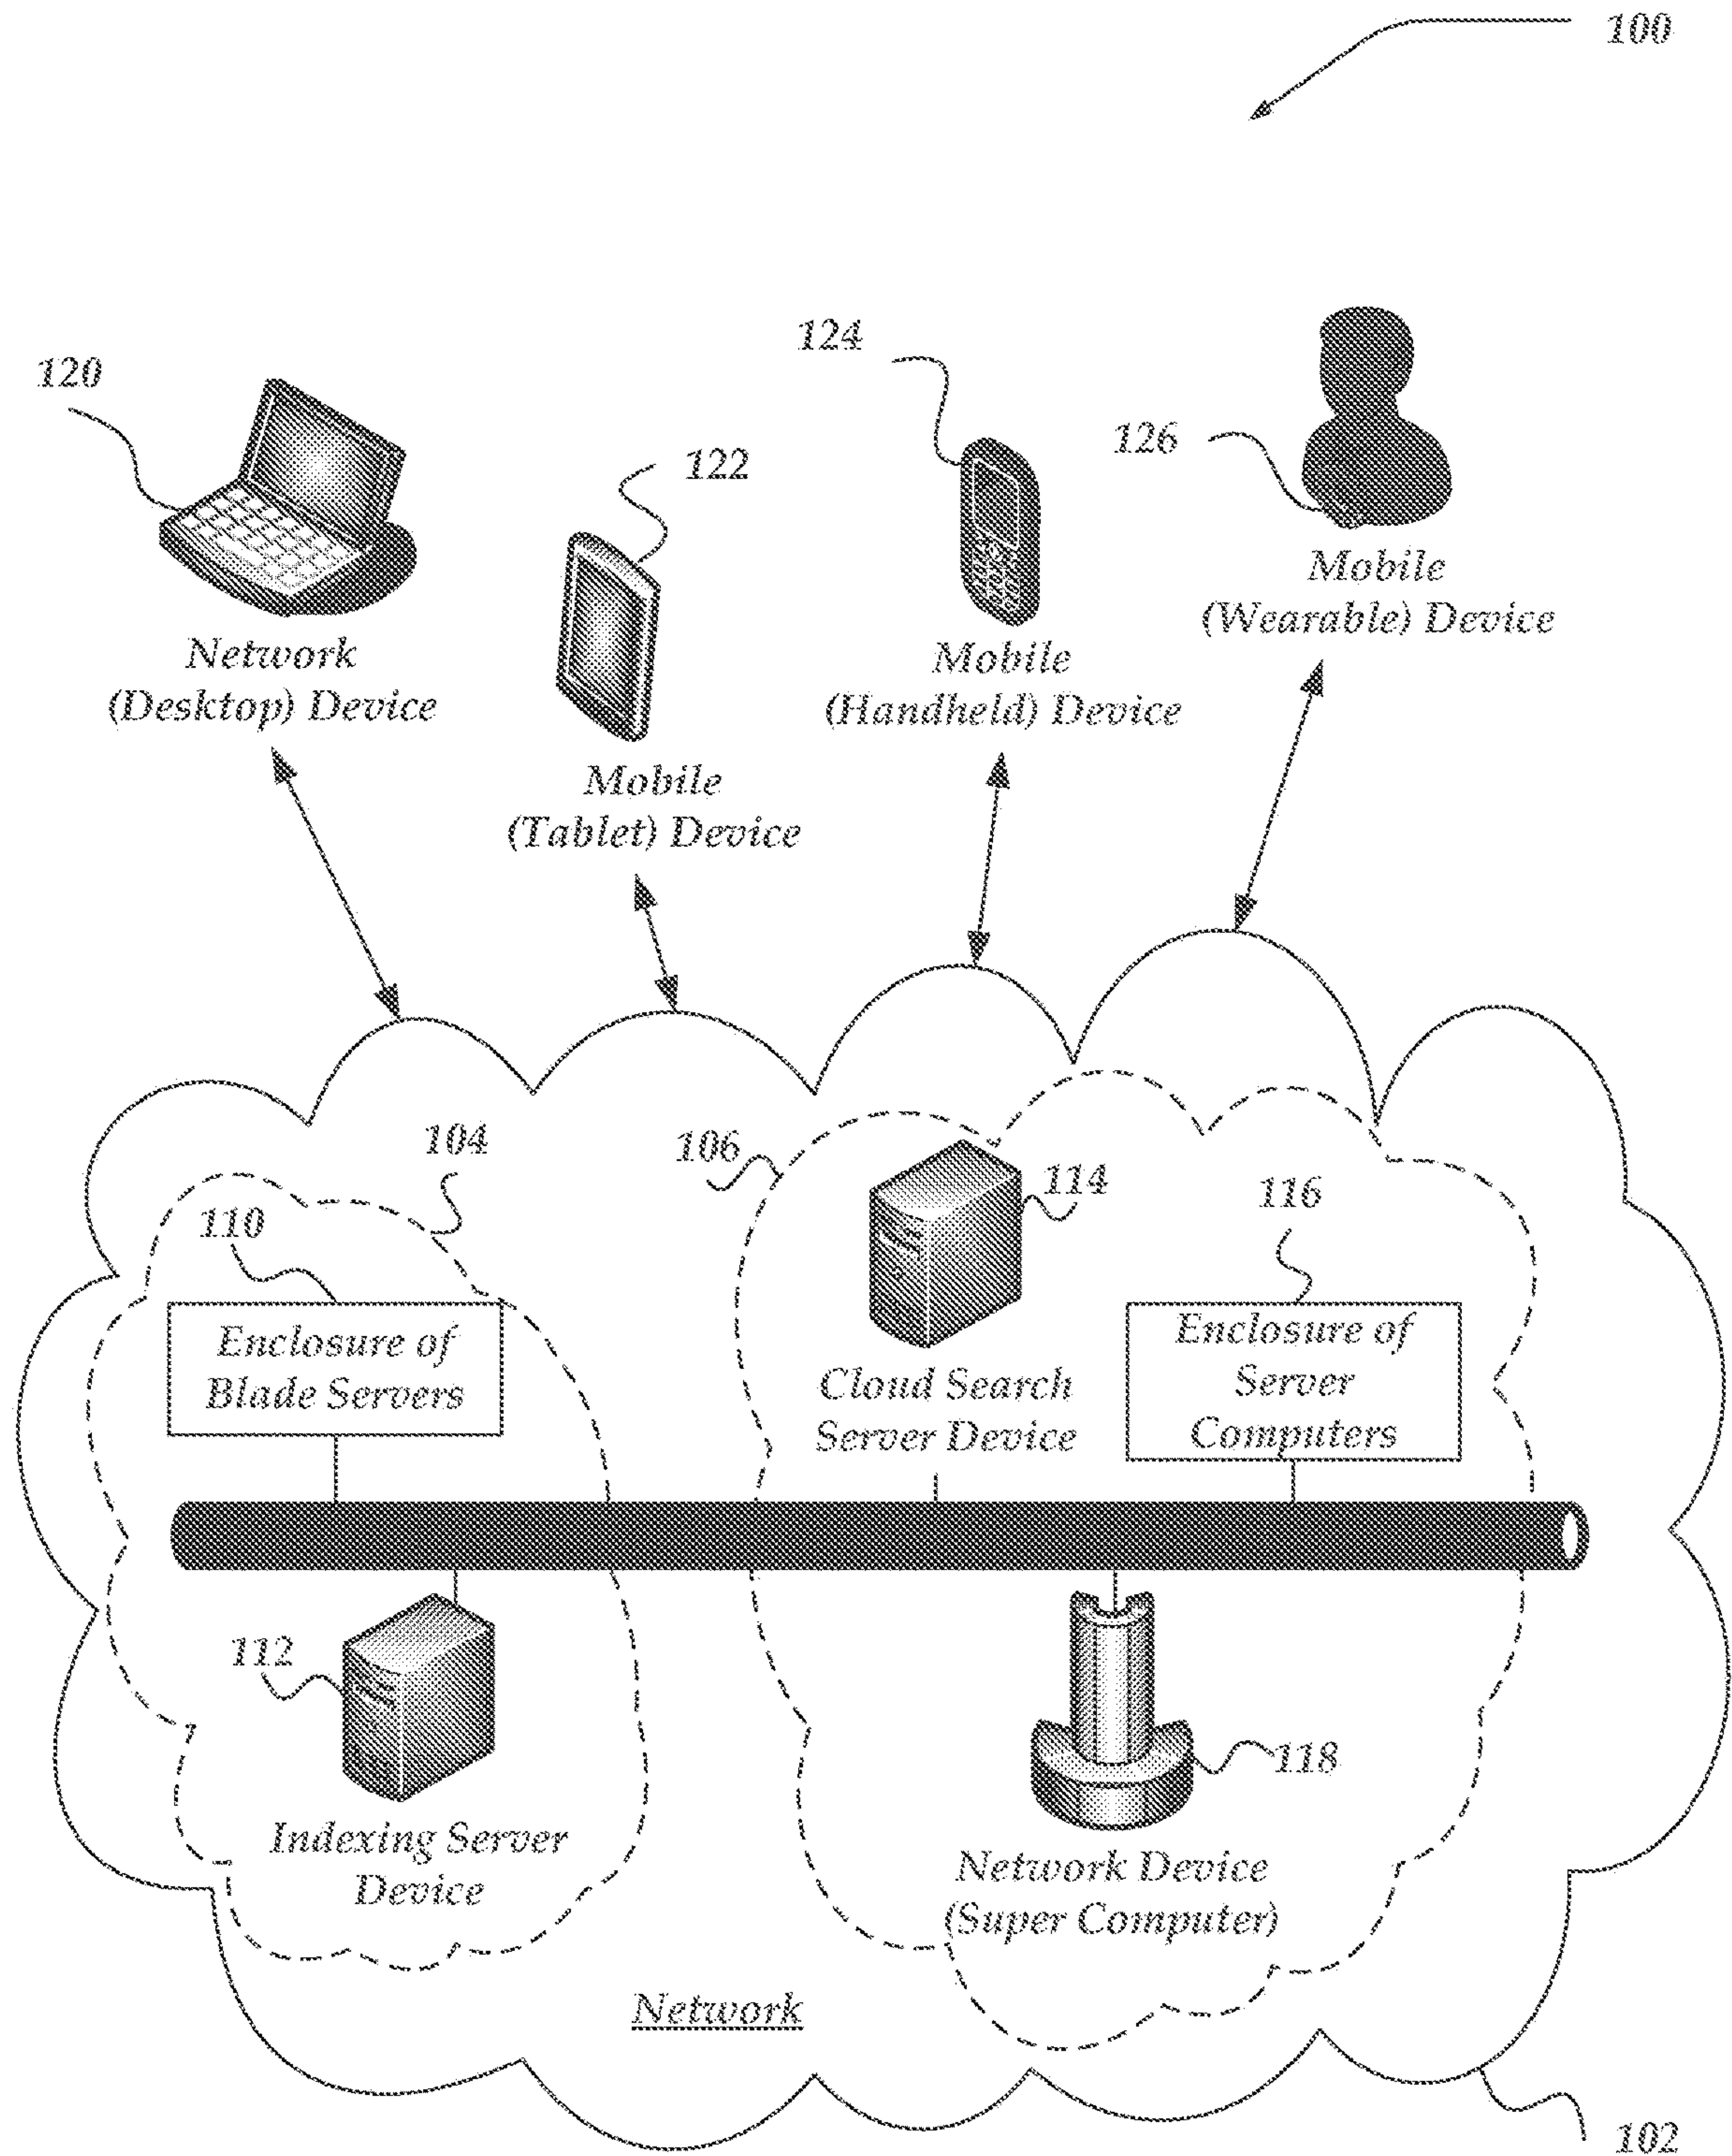 100
124
120
126
122
Mobile
(Wearable) Device
Network
(Desktop) Device
Mobile
(Handheld) Device
Mobile
(Tablet) Device
104
106
114
116
110
Enclosure of
Blade Servers
Enclosure of
Server
Computers
Cloud Search
Server Device
112
118
Indexing Server
Device
Network Device
(Super Computer)
Network
102